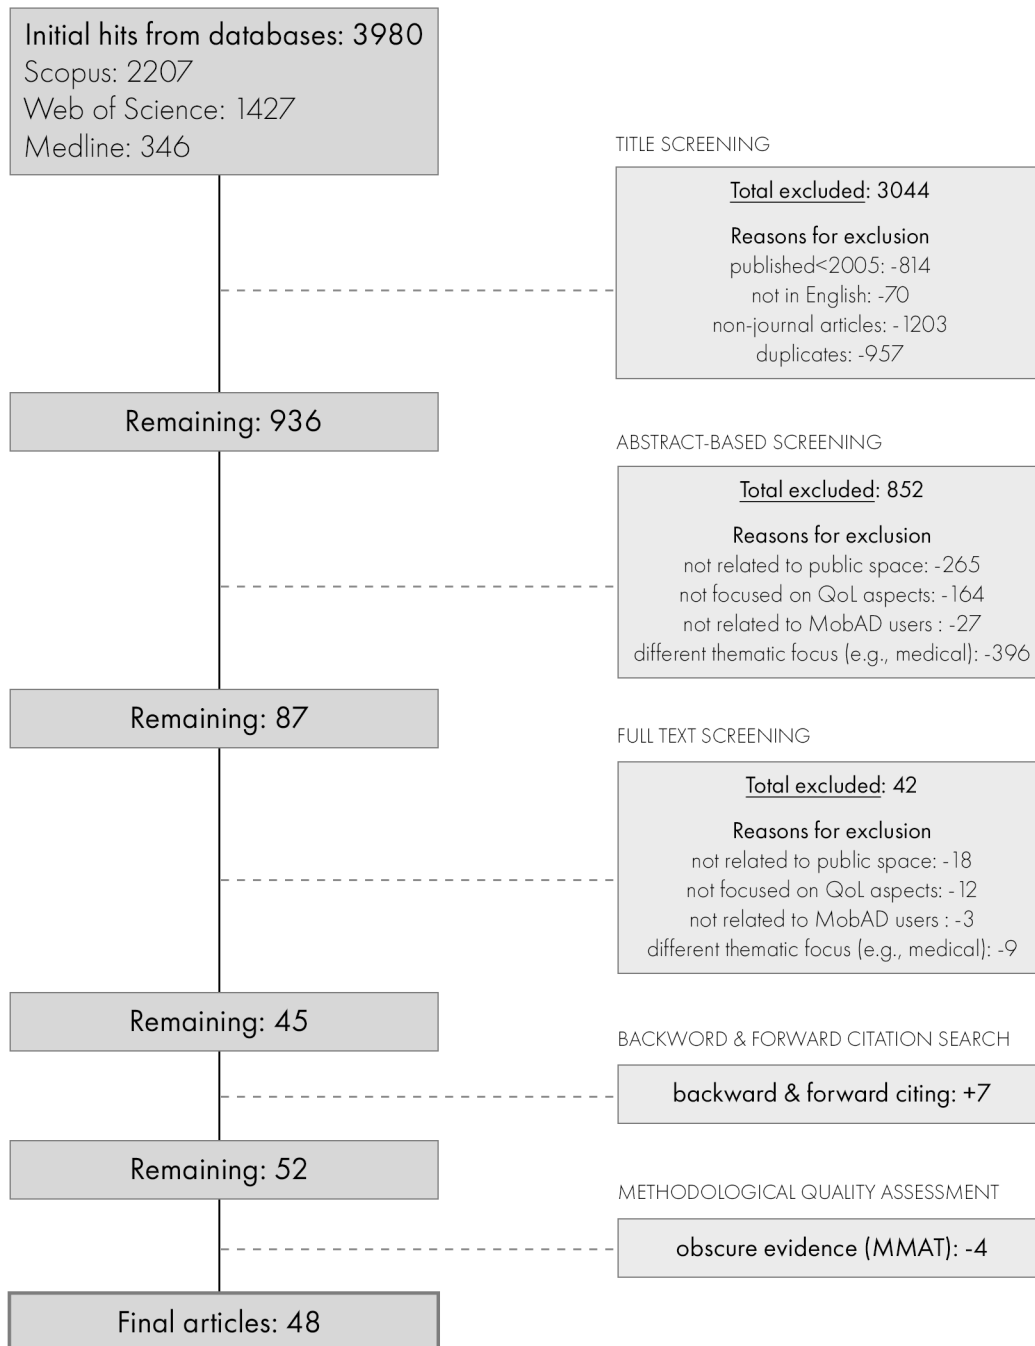 Initial hits from databases: 3980
Scopus: 2207
Web of Science: 1427
Medline: 346
TITLE SCREENING
Total excluded: 3044
Reasons for exclusion
published<2005: -814
not in English: -70
non-journal articles: -1203
duplicates: -957
Remaining: 936
ABSTRACT-BASED SCREENING
Total excluded: 852
Reasons for exclusion
not related to public space: -265
not focused on QoL aspects: -164
not related to MobAD users : -27
different thematic focus (e.g., medical): -396
Remaining: 87
FULL TEXT SCREENING
Total excluded: 42
Reasons for exclusion
not related to public space: -18
not focused on QoL aspects: -12
not related to MobAD users : -3
different thematic focus (e.g., medical): -9
Remaining: 45
BACKWORD & FORWARD CITATION SEARCH
backward & forward citing: +7
Remaining: 52
METHODOLOGICAL QUALITY ASSESSMENT
obscure evidence (MMAT): -4
Final articles: 48